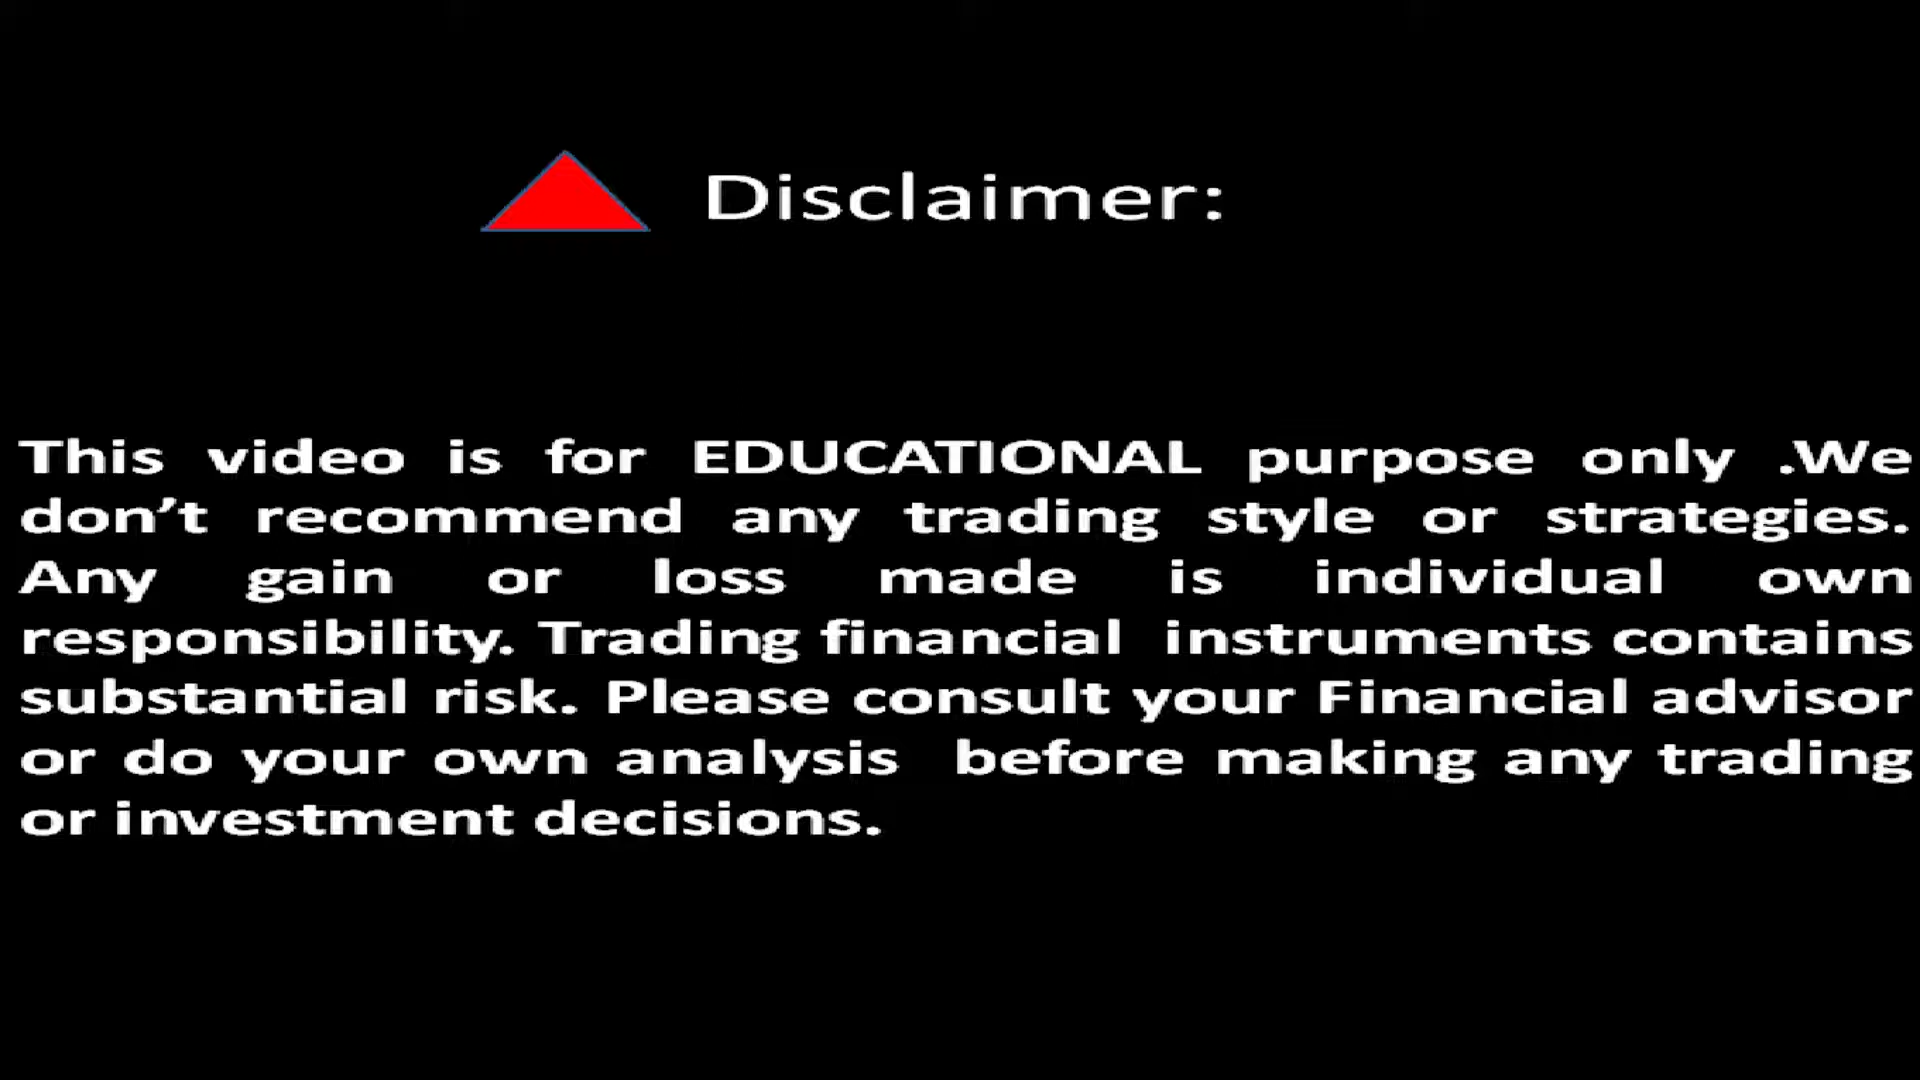 Disclaimer:
This video is for EDUCATIONAL purpose only .We
don’t recommend any trading style or strategies.
Any gain or loss made is individual own
responsibility. Trading financial instruments contains
substantial risk. Please consult your Financial advisor
or do your own analysis before making any trading
or investment decisions.